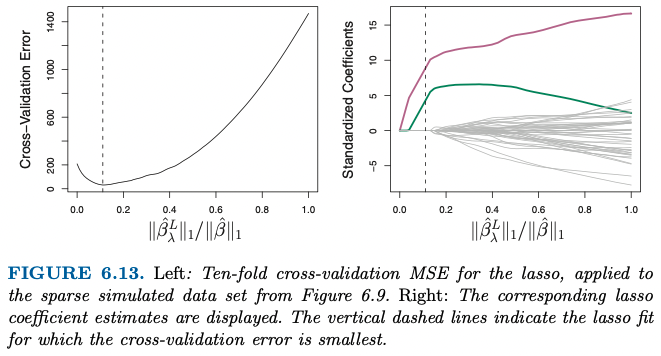 Cross−Validation Error
0 200 600 1000 1400
0.0 0.2 0.4 0.6 0.8 1.0
‖β̂ᴸ_λ‖₁/‖β̂‖₁
Standardized Coefficients
−5 0 5 10 15
0.0 0.2 0.4 0.6 0.8 1.0
‖β̂ᴸ_λ‖₁/‖β̂‖₁
FIGURE 6.13. Left: Ten-fold cross-validation MSE for the lasso, applied to
the sparse simulated data set from Figure 6.9. Right: The corresponding lasso
coefficient estimates are displayed. The vertical dashed lines indicate the lasso fit
for which the cross-validation error is smallest.